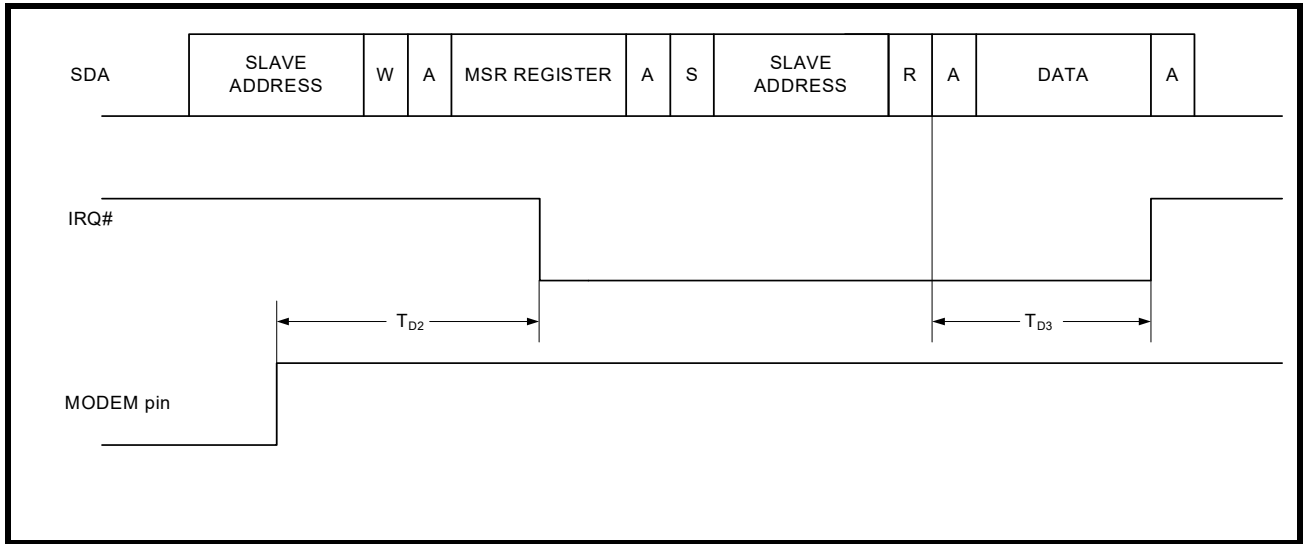 SDA
SLAVE
ADDRESS
W
A
MSR REGISTER
A
S
SLAVE
ADDRESS
R
A
DATA
A
IRQ#
TD2
TD3
MODEM pin